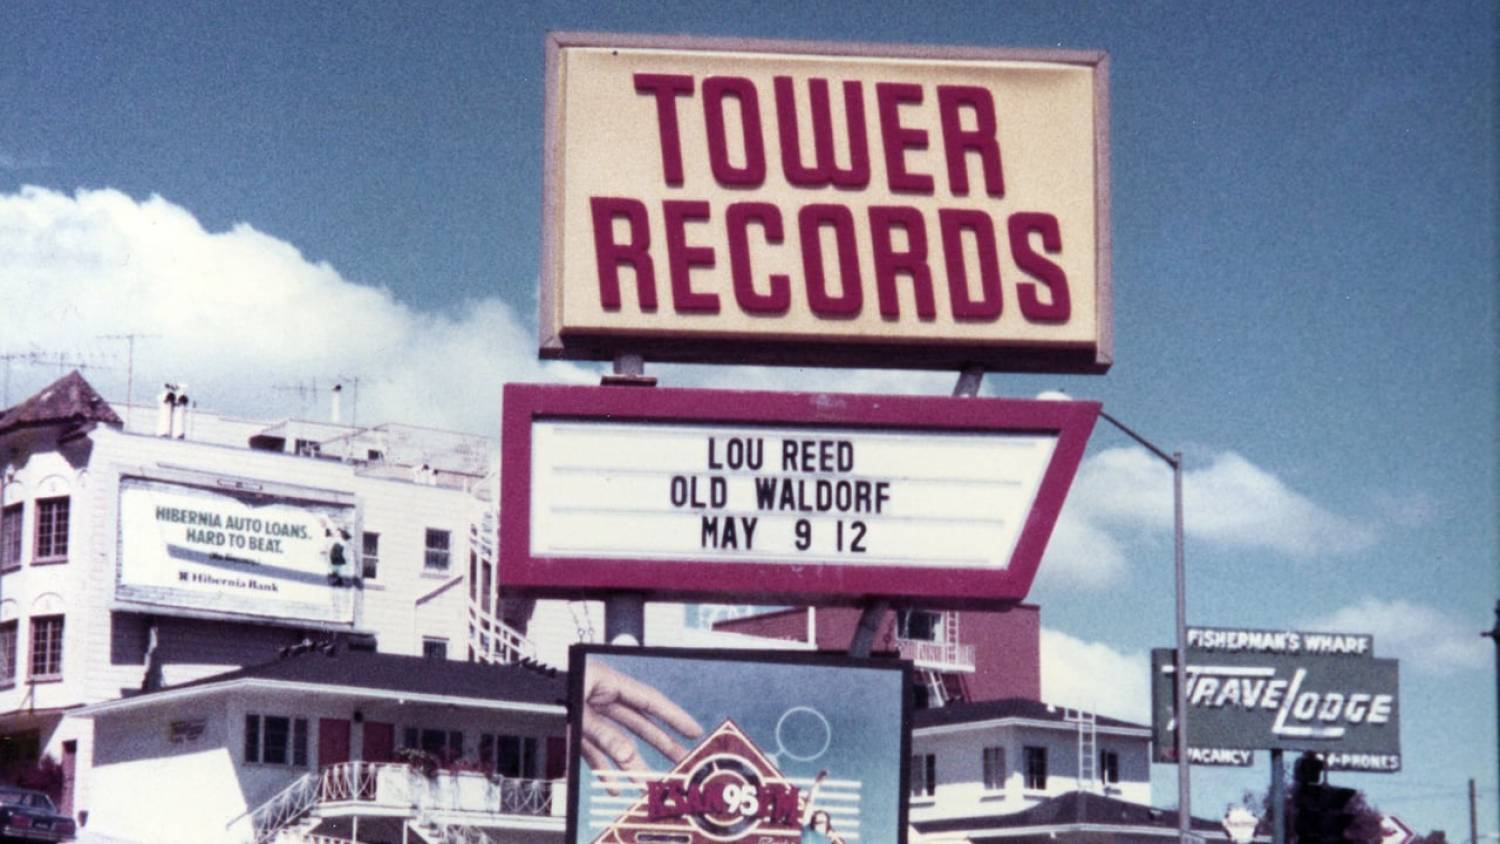 TOWER
RECORDS
LOU REED
OLD WALDORF
MAY 9 12
HIBERNIA AUTO LOANS.
HARD TO BEAT.
Hibernia Bank
FISHERMAN'S WHARF
TRAVELODGE
VACANCY
PHONES
KSAN 95 FM